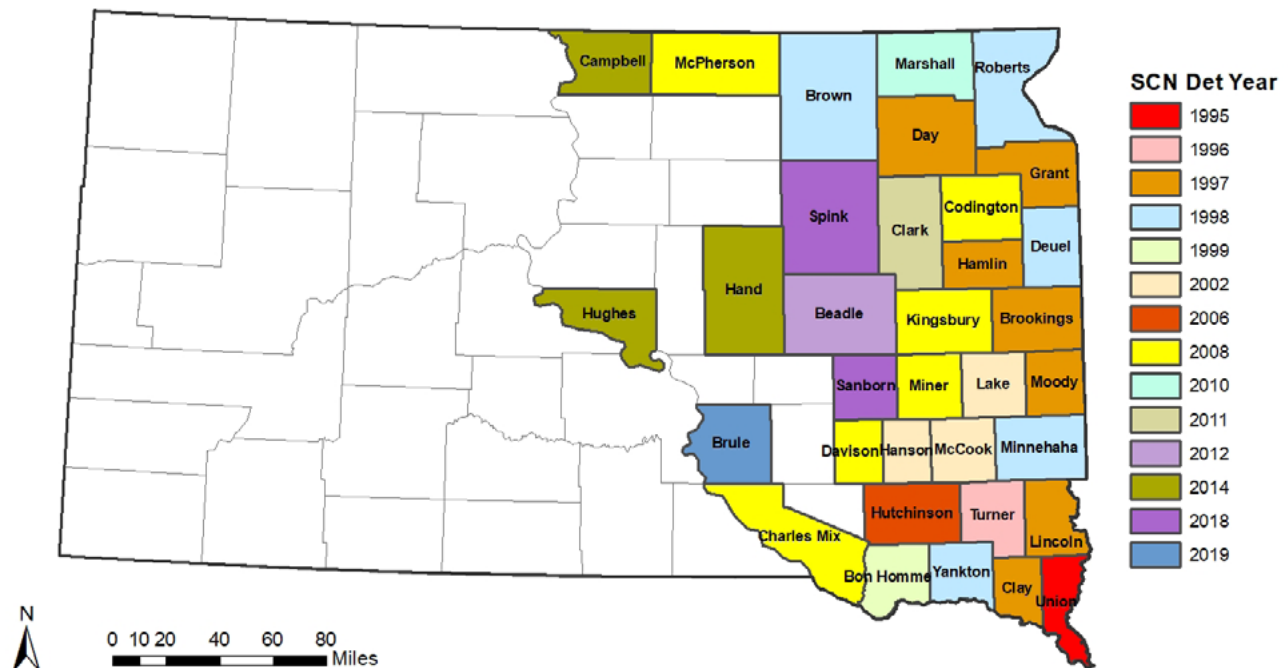 Campbell
McPherson
Brown
Marshall
Roberts
Day
Grant
Spink
Clark
Codington
Deuel
Hamlin
Hand
Hughes
Beadle
Kingsbury
Brookings
Sanborn
Miner
Lake
Moody
Brule
Davison
Hanson
McCook
Minnehaha
Hutchinson
Turner
Lincoln
Charles Mix
Bon Homme
Yankton
Clay
Union
SCN Det Year
1995
1996
1997
1998
1999
2002
2006
2008
2010
2011
2012
2014
2018
2019
N
0 10 20 40 60 80
Miles